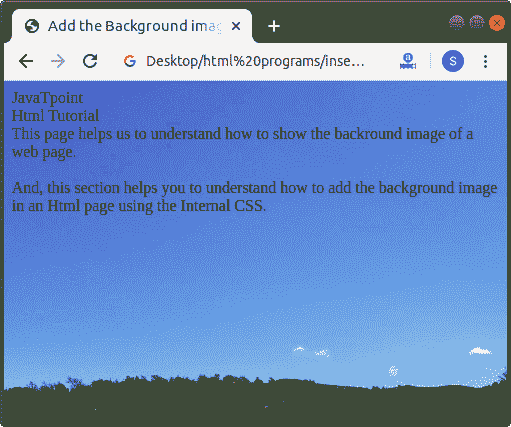 Add the Background imag
Desktop/html%20programs/inse...
S
JavaTpoint
Html Tutorial
This page helps us to understand how to show the backround image of a
web page.
And, this section helps you to understand how to add the background image
in an Html page using the Internal CSS.